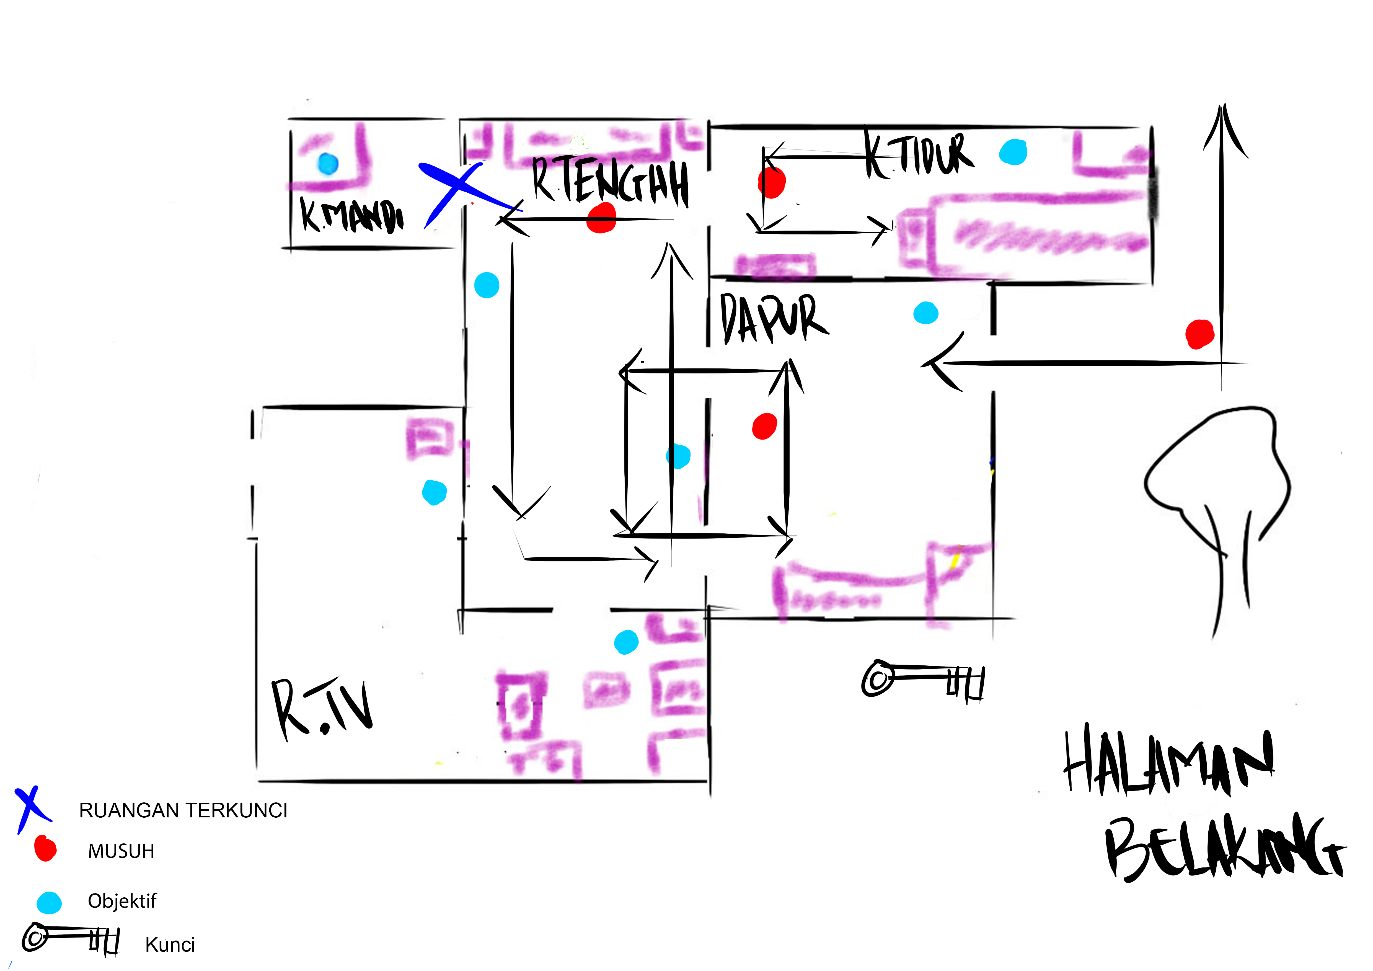 K.MANDI
R.TENGAH
K TIDUR
DAPUR
R.TV
HALAMAN
BELAKANG
RUANGAN TERKUNCI
MUSUH
Objektif
Kunci